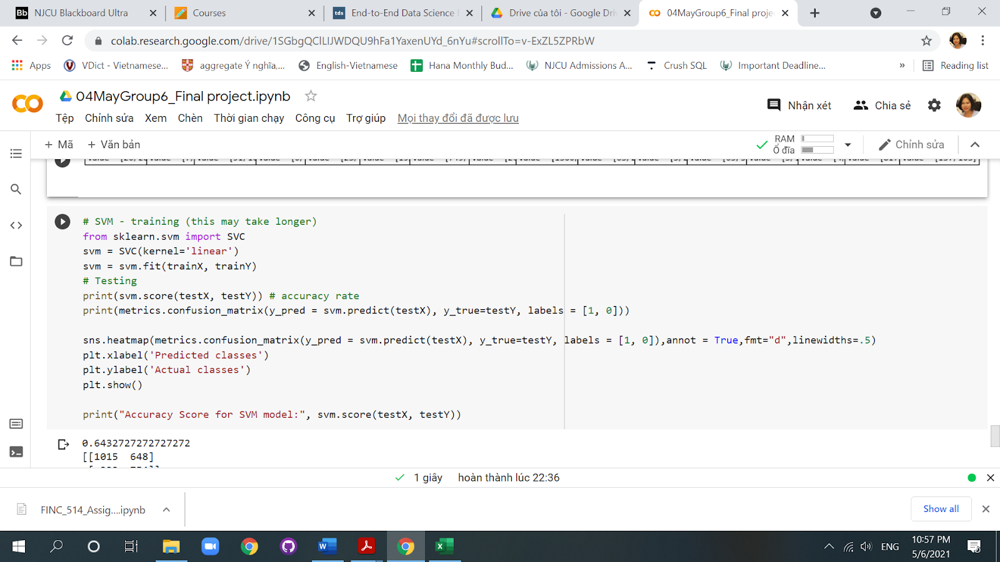 Bb NJCU Blackboard Ultra
Courses
tds End-to-End Data Science
Drive của tôi - Google Dri
04MayGroup6_Final proje
colab.research.google.com/drive/1SGbgQClLIJWDQU9hFa1YaxenUYd_6nYu#scrollTo=v-ExZL5ZPRbW
Apps
VDict - Vietnamese...
aggregate Ý nghĩa,...
English-Vietnamese
Hana Monthly Bud...
NJCU Admissions A...
Crush SQL
Important Deadline...
»
Reading list
04MayGroup6_Final project.ipynb
Nhận xét
Chia sẻ
Tệp Chỉnh sửa Xem Chèn Thời gian chạy Công cụ Trợ giúp Mọi thay đổi đã được lưu
+ Mã + Văn bản
RAM
Ổ đĩa
Chỉnh sửa
# SVM - training (this may take longer)
from sklearn.svm import SVC
svm = SVC(kernel='linear')
svm = svm.fit(trainX, trainY)
# Testing
print(svm.score(testX, testY)) # accuracy rate
print(metrics.confusion_matrix(y_pred = svm.predict(testX), y_true=testY, labels = [1, 0]))
sns.heatmap(metrics.confusion_matrix(y_pred = svm.predict(testX), y_true=testY, labels = [1, 0]),annot = True,fmt="d",linewidths=.5)
plt.xlabel('Predicted classes')
plt.ylabel('Actual classes')
plt.show()
print("Accuracy Score for SVM model:", svm.score(testX, testY))
0.6432727272727272
[[1015 648]
1 giây hoàn thành lúc 22:36
FINC_514_Assig....ipynb
Show all
ENG
10:57 PM
5/6/2021